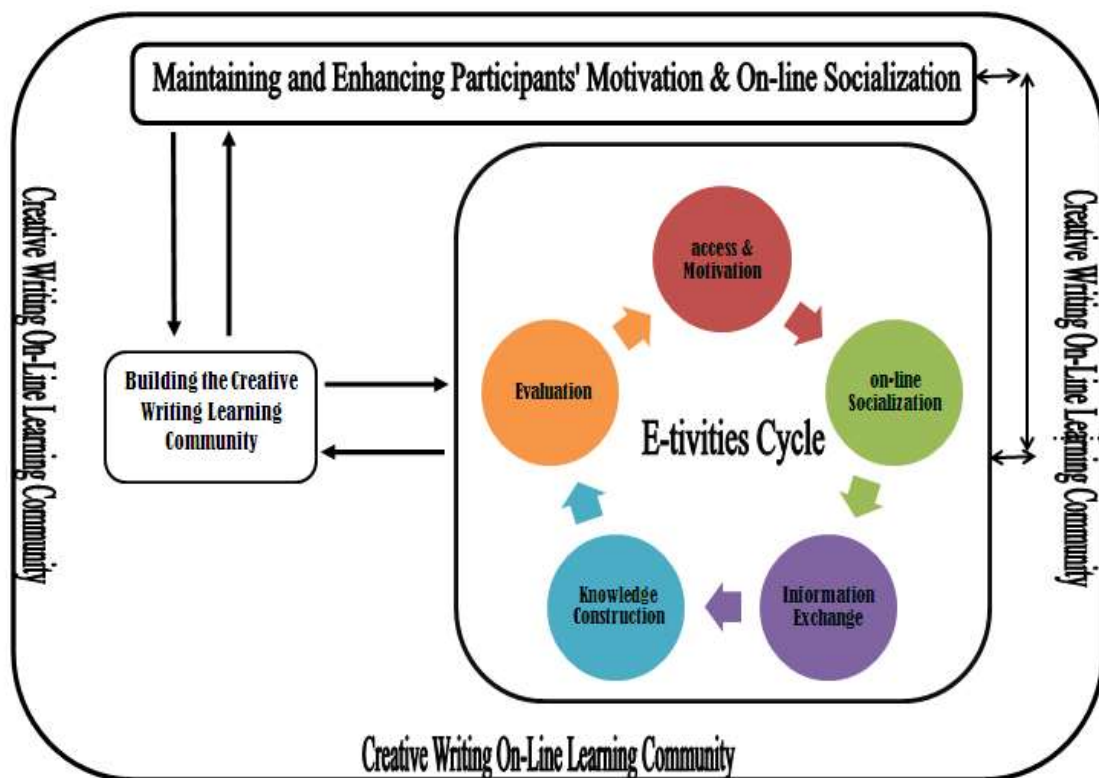 Maintaining and Enhancing Participants' Motivation & On-line Socialization
Creative Writing On-Line Learning Community
Creative Writing On-Line Learning Community
access &
Motivation
Building the Creative
Writing Learning
Community
Evaluation
on-line
Socialization
E-tivities Cycle
Knowledge
Construction
Information
Exchange
Creative Writing On-Line Learning Community